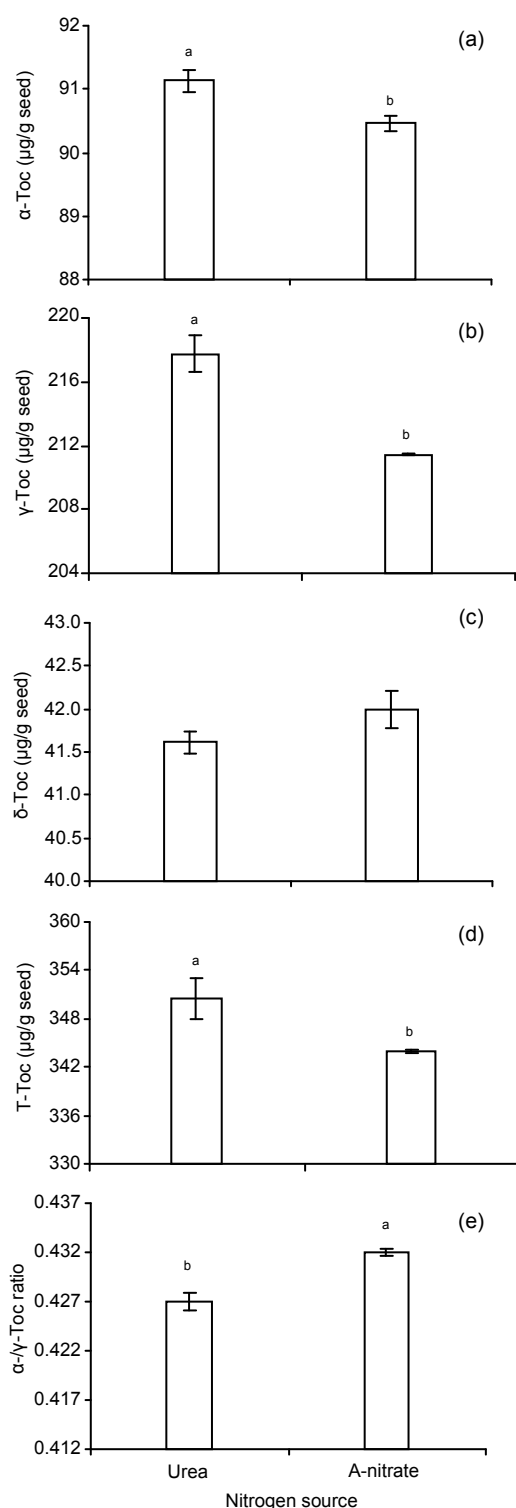 (a)
α-Toc (μg/g seed)
92
91
90
89
88
a
b
(b)
γ-Toc (μg/g seed)
220
216
212
208
204
a
b
(c)
δ-Toc (μg/g seed)
43.0
42.5
42.0
41.5
41.0
40.5
40.0
(d)
T-Toc (μg/g seed)
360
354
348
342
336
330
a
b
(e)
α-/γ-Toc ratio
0.437
0.432
0.427
0.422
0.417
0.412
b
a
Urea A-nitrate
Nitrogen source